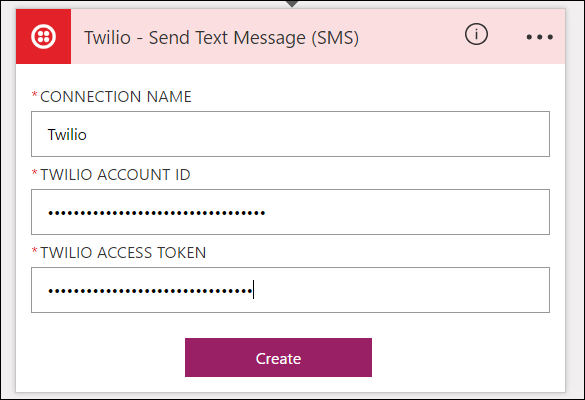 Twilio - Send Text Message (SMS)
*CONNECTION NAME
Twilio
*TWILIO ACCOUNT ID
••••••••••••••••••••••••••••••••••
*TWILIO ACCESS TOKEN
••••••••••••••••••••••••••••••••
Create